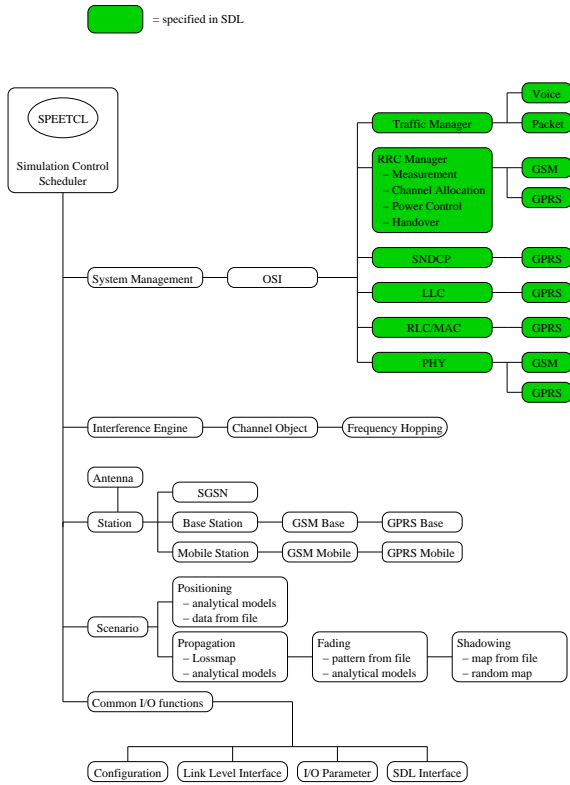 = specified in SDL
SPEETCL
Simulation Control
Scheduler
Traffic Manager
Voice
Packet
RRC Manager
– Measurement
– Channel Allocation
– Power Control
– Handover
GSM
GPRS
System Management
OSI
SNDCP
GPRS
LLC
GPRS
RLC/MAC
GPRS
PHY
GSM
GPRS
Interference Engine
Channel Object
Frequency Hopping
Antenna
Station
SGSN
Base Station
GSM Base
GPRS Base
Mobile Station
GSM Mobile
GPRS Mobile
Scenario
Positioning
– analytical models
– data from file
Propagation
– Lossmap
– analytical models
Fading
– pattern from file
– analytical models
Shadowing
– map from file
– random map
Common I/O functions
Configuration
Link Level Interface
I/O Parameter
SDL Interface